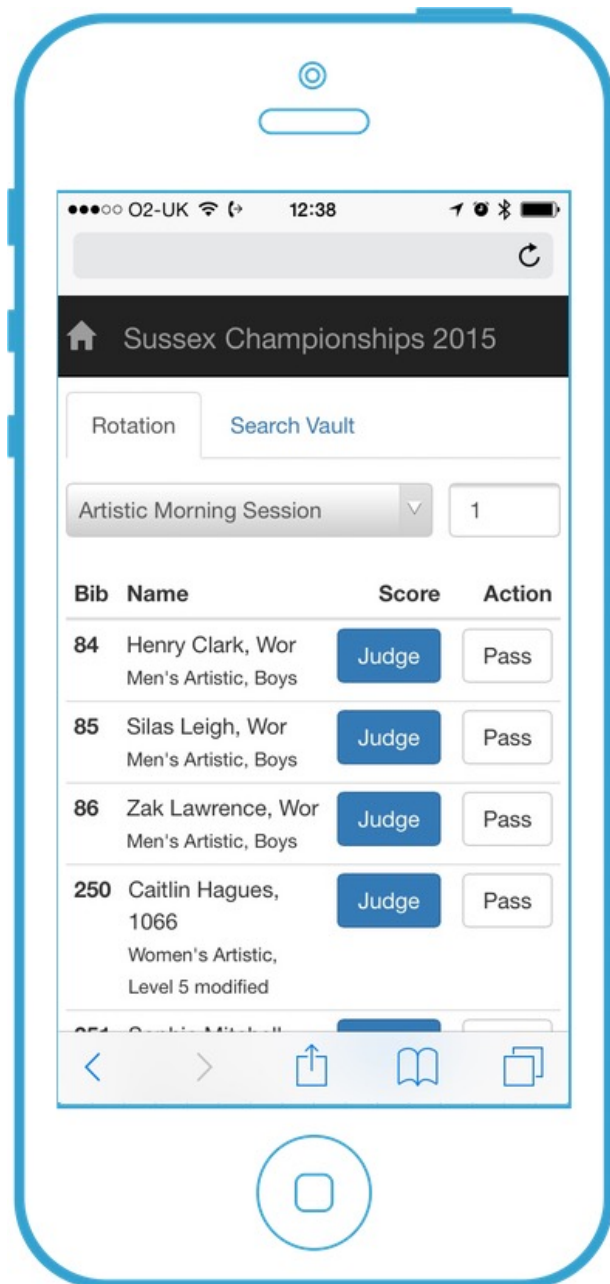 O2-UK 12:38
Sussex Championships 2015
Rotation Search Vault
Artistic Morning Session 1
Bib Name Score Action
84 Henry Clark, Wor Judge Pass
Men's Artistic, Boys
85 Silas Leigh, Wor Judge Pass
Men's Artistic, Boys
86 Zak Lawrence, Wor Judge Pass
Men's Artistic, Boys
250 Caitlin Hagues, Judge Pass
1066
Women's Artistic,
Level 5 modified